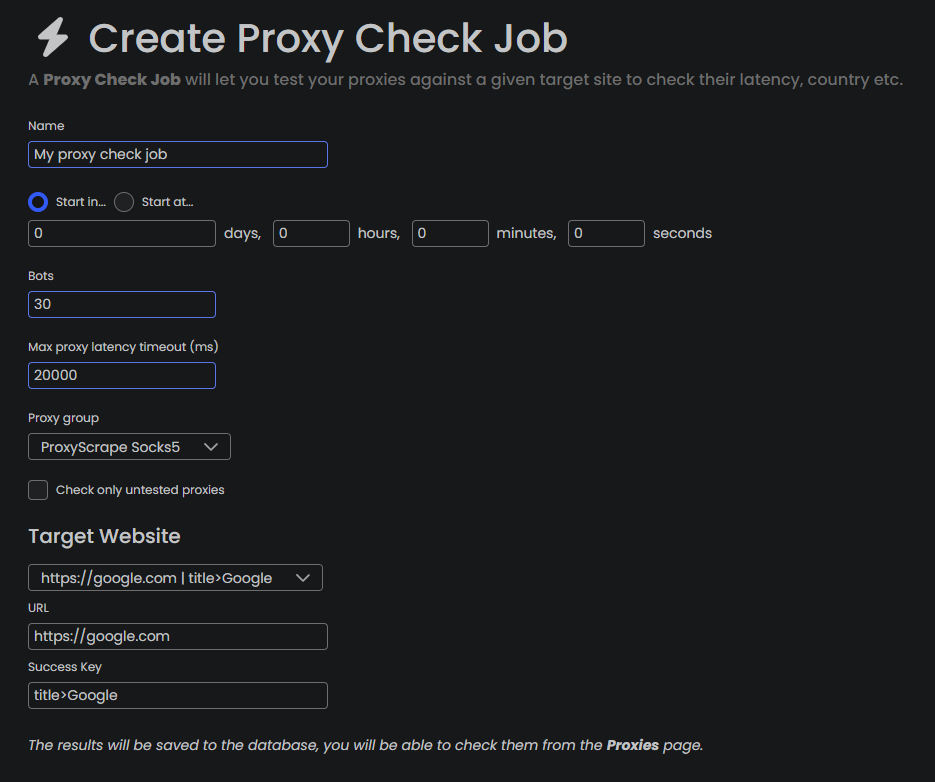 Create Proxy Check Job
A Proxy Check Job will let you test your proxies against a given target site to check their latency, country etc.
Name
My proxy check job
Start in... Start at...
0 days, 0 hours, 0 minutes, 0 seconds
Bots
30
Max proxy latency timeout (ms)
20000
Proxy group
ProxyScrape Socks5
Check only untested proxies
Target Website
https://google.com | title>Google
URL
https://google.com
Success Key
title>Google
The results will be saved to the database, you will be able to check them from the Proxies page.